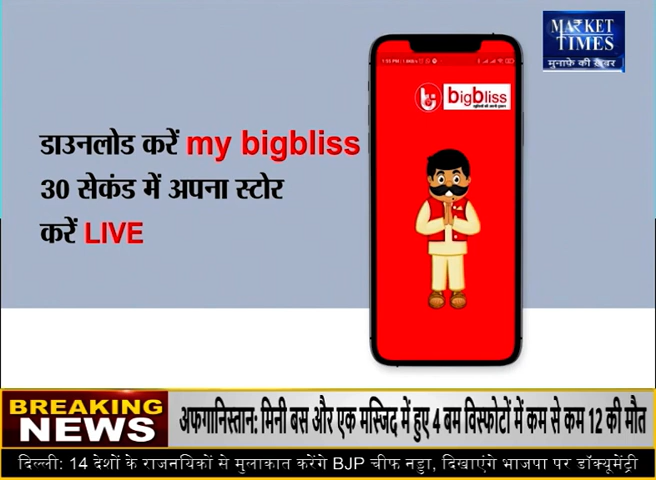 MARKET
TIMES
मुनाफे की खबर
bigbliss
डाउनलोड करें my bigbliss
30 सेकंड में अपना स्टोर
करें LIVE
BREAKING
NEWS
अफगानिस्तान: मिनी बस और एक मस्जिद में हुए 4 बम विस्फोटों में कम से कम 12 की मौत
दिल्ली: 14 देशों के राजनयिकों से मुलाकात करेंगे BJP चीफ नड्डा, दिखाएंगे भाजपा पर डॉक्यूमेंट्री